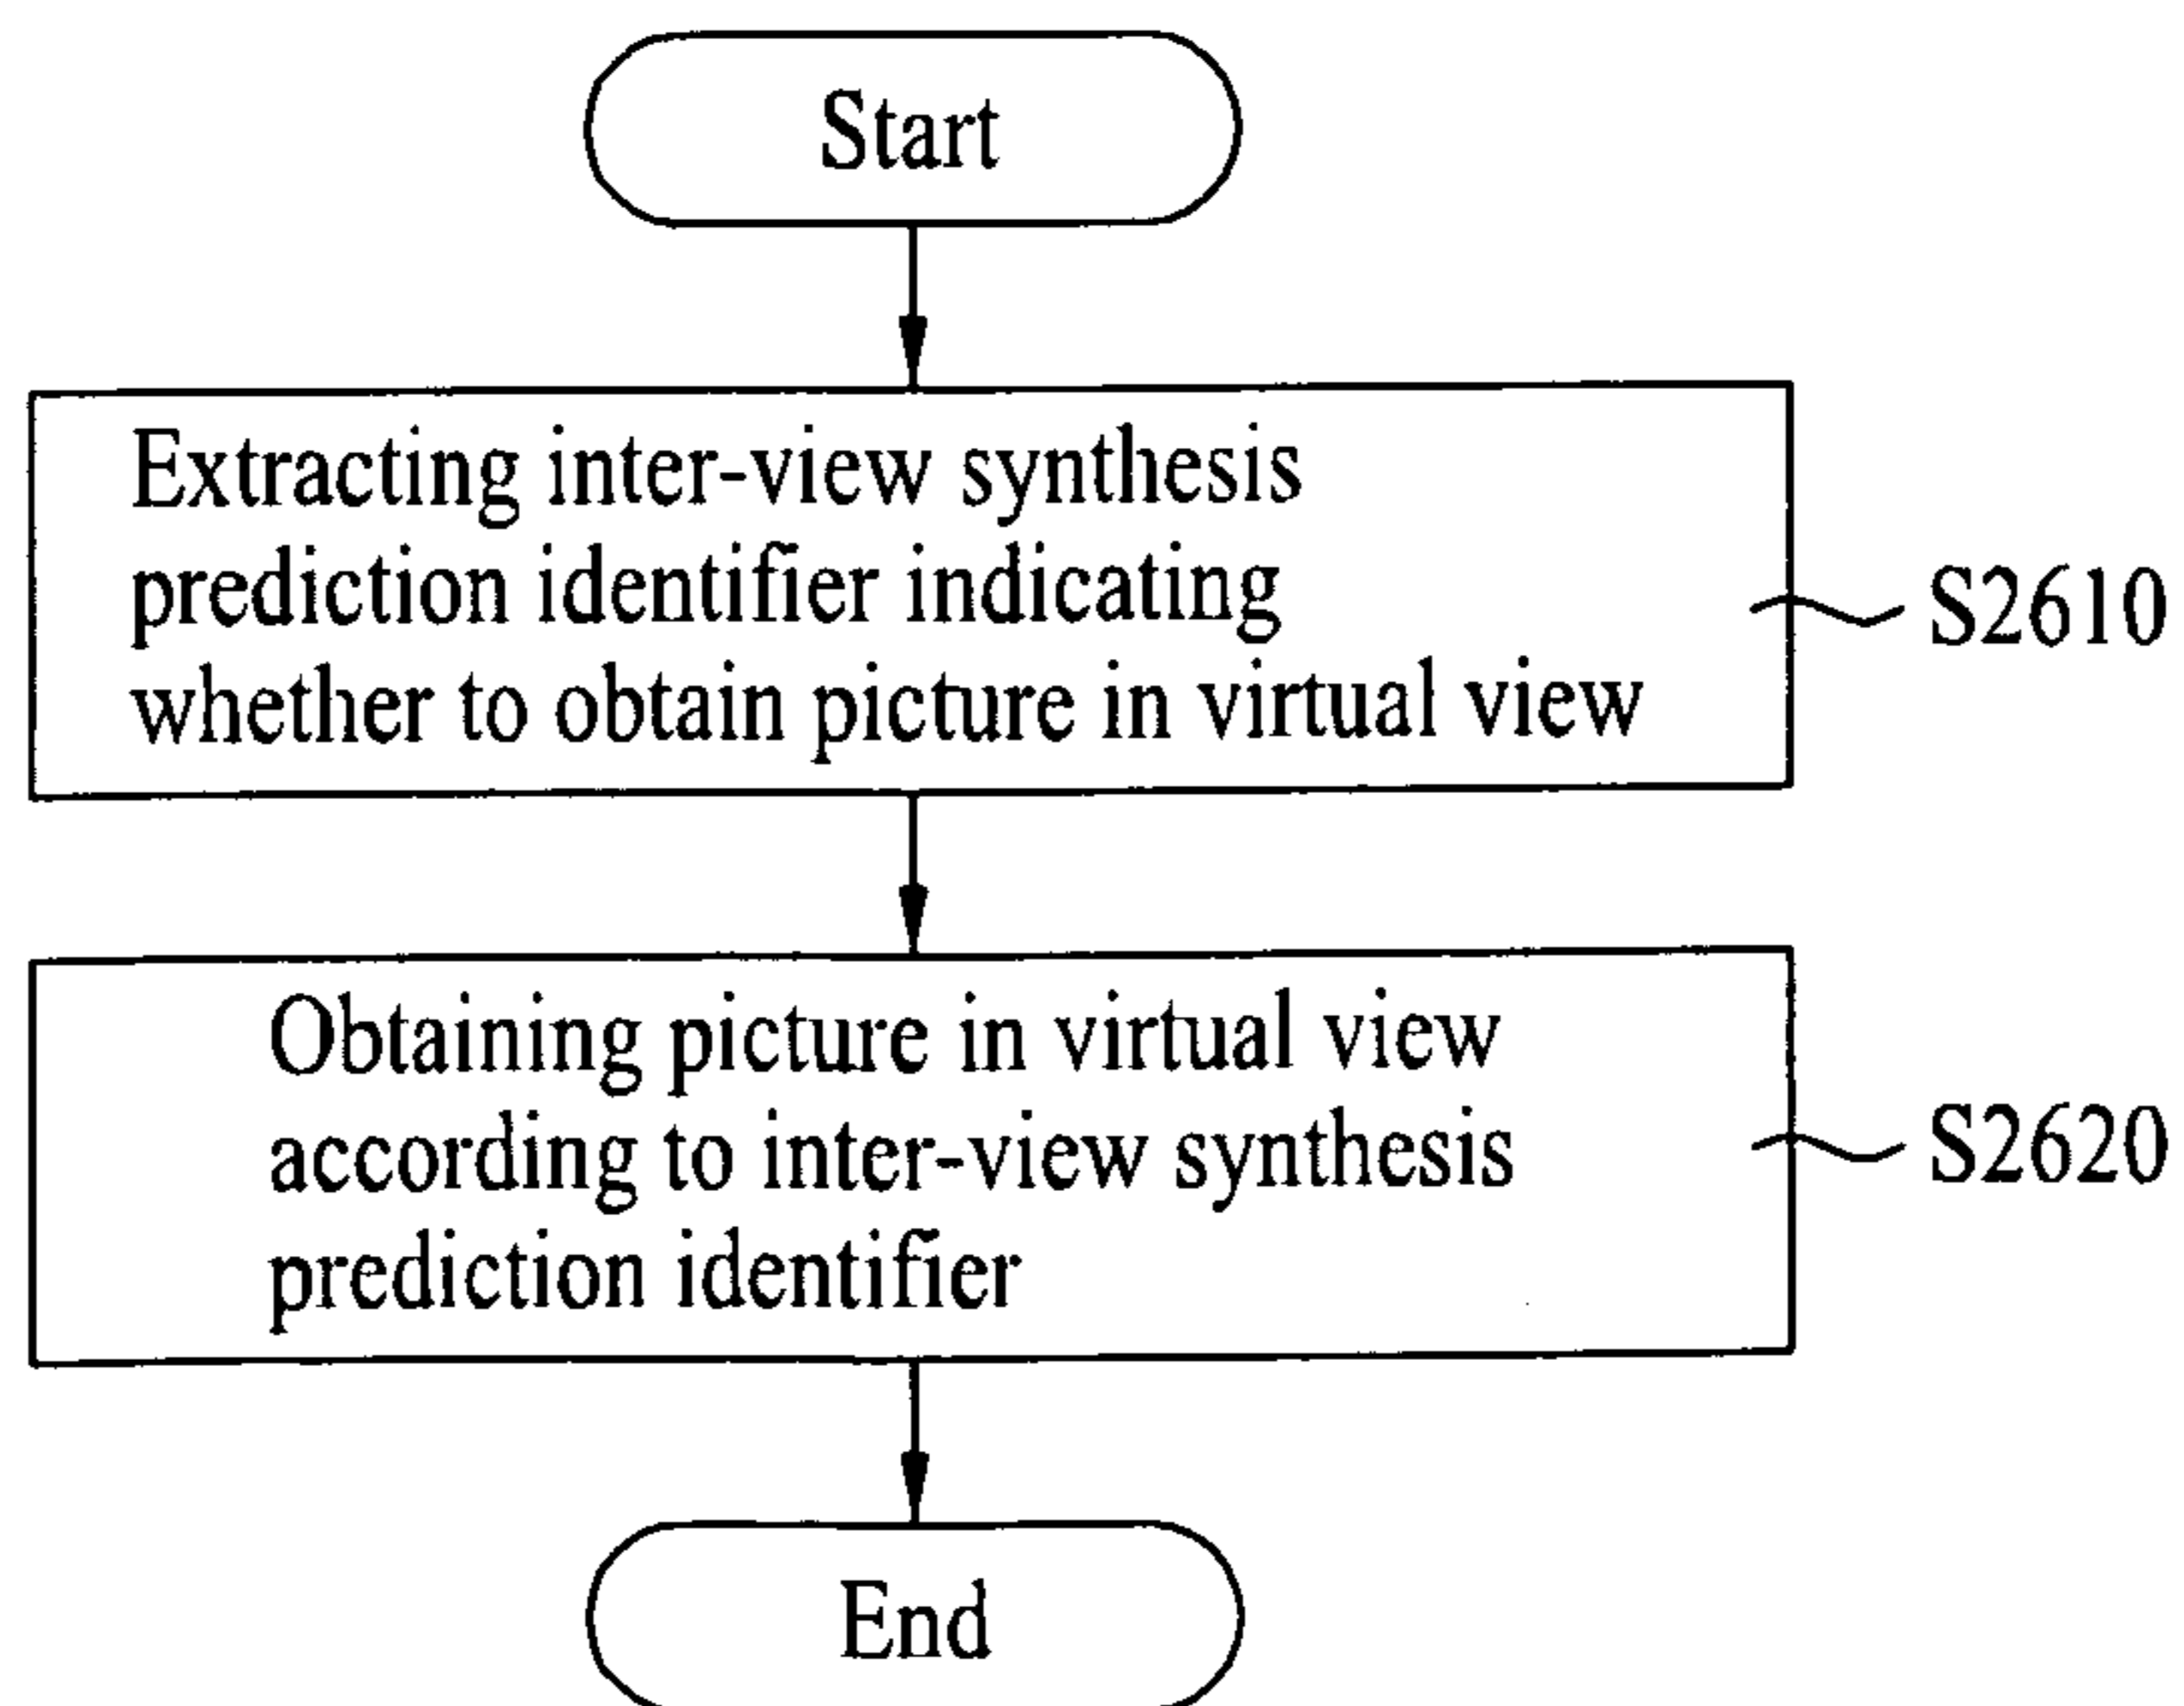 Start
Extracting inter-view synthesis
prediction identifier indicating
whether to obtain picture in virtual view
S2610
Obtaining picture in virtual view
according to inter-view synthesis
prediction identifier
S2620
End